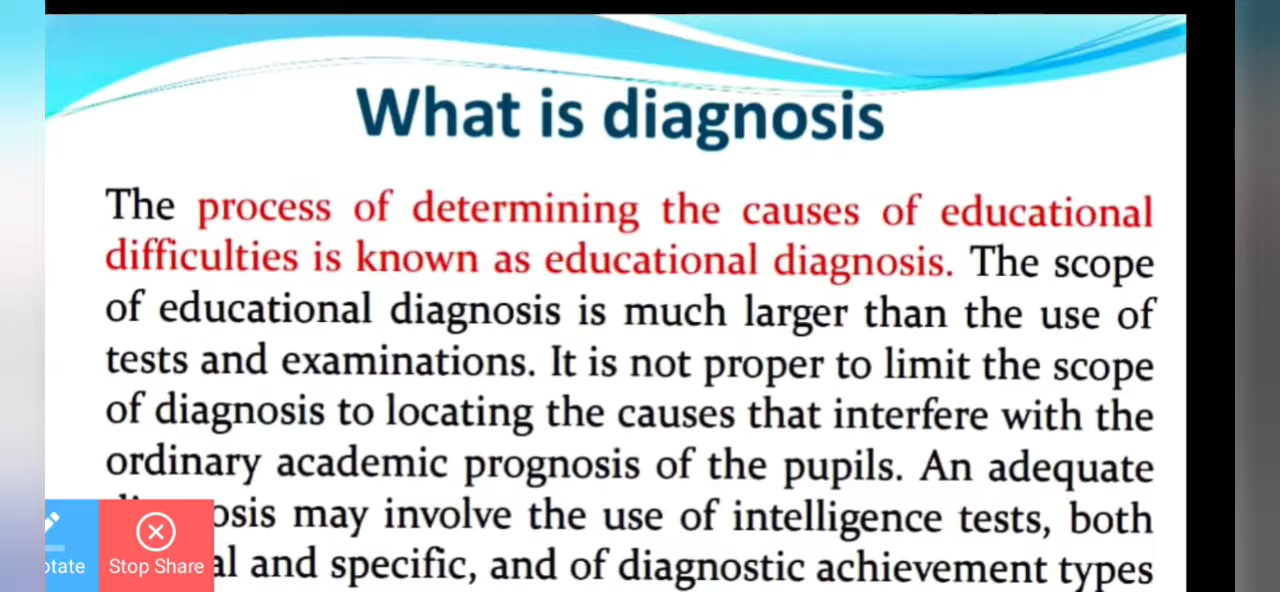 What is diagnosis
The process of determining the causes of educational
difficulties is known as educational diagnosis. The scope
of educational diagnosis is much larger than the use of
tests and examinations. It is not proper to limit the scope
of diagnosis to locating the causes that interfere with the
ordinary academic prognosis of the pupils. An adequate
may involve the use of intelligence tests, both
and specific, and of diagnostic achievement types
Stop Share